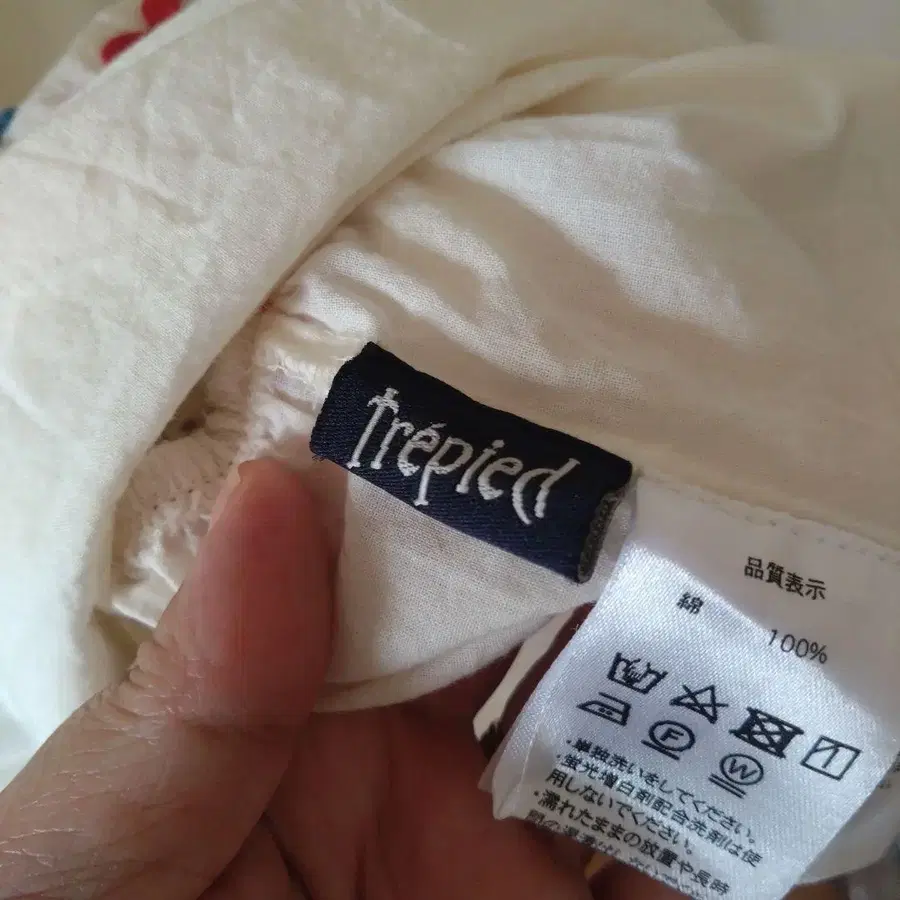 Trépied
品質表示
綿 100%
F
W
・単独洗いをしてください。
・蛍光増白剤配合洗剤は使
用しないでください。
・濡れたままの放置や長時